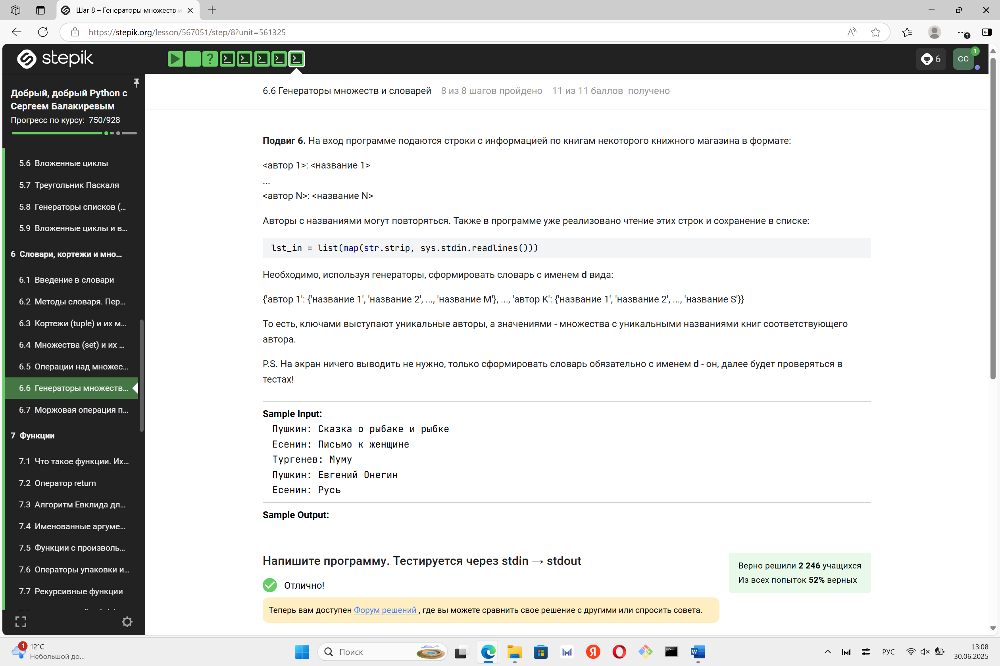 Шаг 8 – Генераторы множеств и
https://stepik.org/lesson/567051/step/8?unit=561325
stepik
?
6
CC
1
Добрый, добрый Python с
Сергеем Балакиревым
Прогресс по курсу: 750/928
5.6 Вложенные циклы
5.7 Треугольник Паскаля
5.8 Генераторы списков (...
5.9 Вложенные циклы и в...
6 Словари, кортежи и мно...
6.1 Введение в словари
6.2 Методы словаря. Пер...
6.3 Кортежи (tuple) и их м...
6.4 Множества (set) и их ...
6.5 Операции над множес...
6.6 Генераторы множеств...
6.7 Моржовая операция п...
7 Функции
7.1 Что такое функции. Их...
7.2 Оператор return
7.3 Алгоритм Евклида дл...
7.4 Именованные аргуме...
7.5 Функции с произволь...
7.6 Операторы упаковки и...
7.7 Рекурсивные функции
6.6 Генераторы множеств и словарей 8 из 8 шагов пройдено 11 из 11 баллов получено
Подвиг 6. На вход программе подаются строки с информацией по книгам некоторого книжного магазина в формате:
<автор 1>: <название 1>
...
<автор N>: <название N>
Авторы с названиями могут повторяться. Также в программе уже реализовано чтение этих строк и сохранение в списке:
lst_in = list(map(str.strip, sys.stdin.readlines()))
Необходимо, используя генераторы, сформировать словарь с именем d вида:
{'автор 1': {'название 1', 'название 2', ..., 'название M'}, ..., 'автор K': {'название 1', 'название 2', ..., 'название S'}}
То есть, ключами выступают уникальные авторы, а значениями - множества с уникальными названиями книг соответствующего
автора.
P.S. На экран ничего выводить не нужно, только сформировать словарь обязательно с именем d - он, далее будет проверяться в
тестах!
Sample Input:
Пушкин: Сказка о рыбаке и рыбке
Есенин: Письмо к женщине
Тургенев: Муму
Пушкин: Евгений Онегин
Есенин: Русь
Sample Output:
Напишите программу. Тестируется через stdin → stdout
Верно решили 2 246 учащихся
Из всех попыток 52% верных
Отлично!
Теперь вам доступен Форум решений , где вы можете сравнить свое решение с другими или спросить совета.
1
12°C
Небольшой до...
Поиск
РУС
13:08
30.06.2025